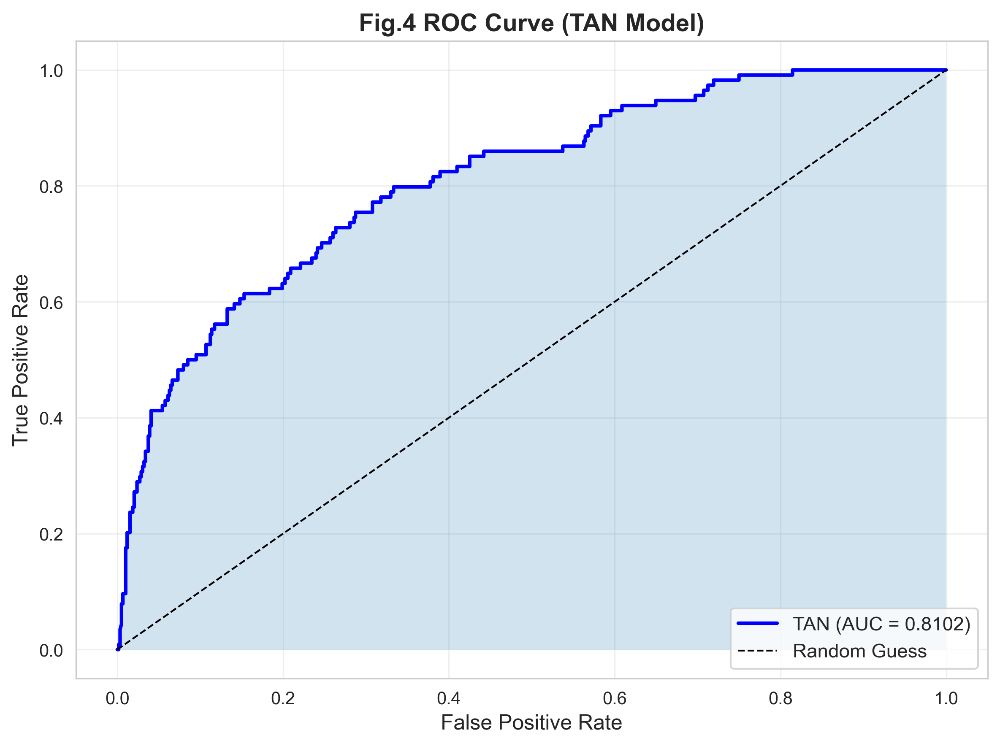 Fig.4 ROC Curve (TAN Model)
True Positive Rate
1.0
0.8
0.6
0.4
0.2
0.0
0.0 0.2 0.4 0.6 0.8 1.0
False Positive Rate
TAN (AUC = 0.8102)
Random Guess